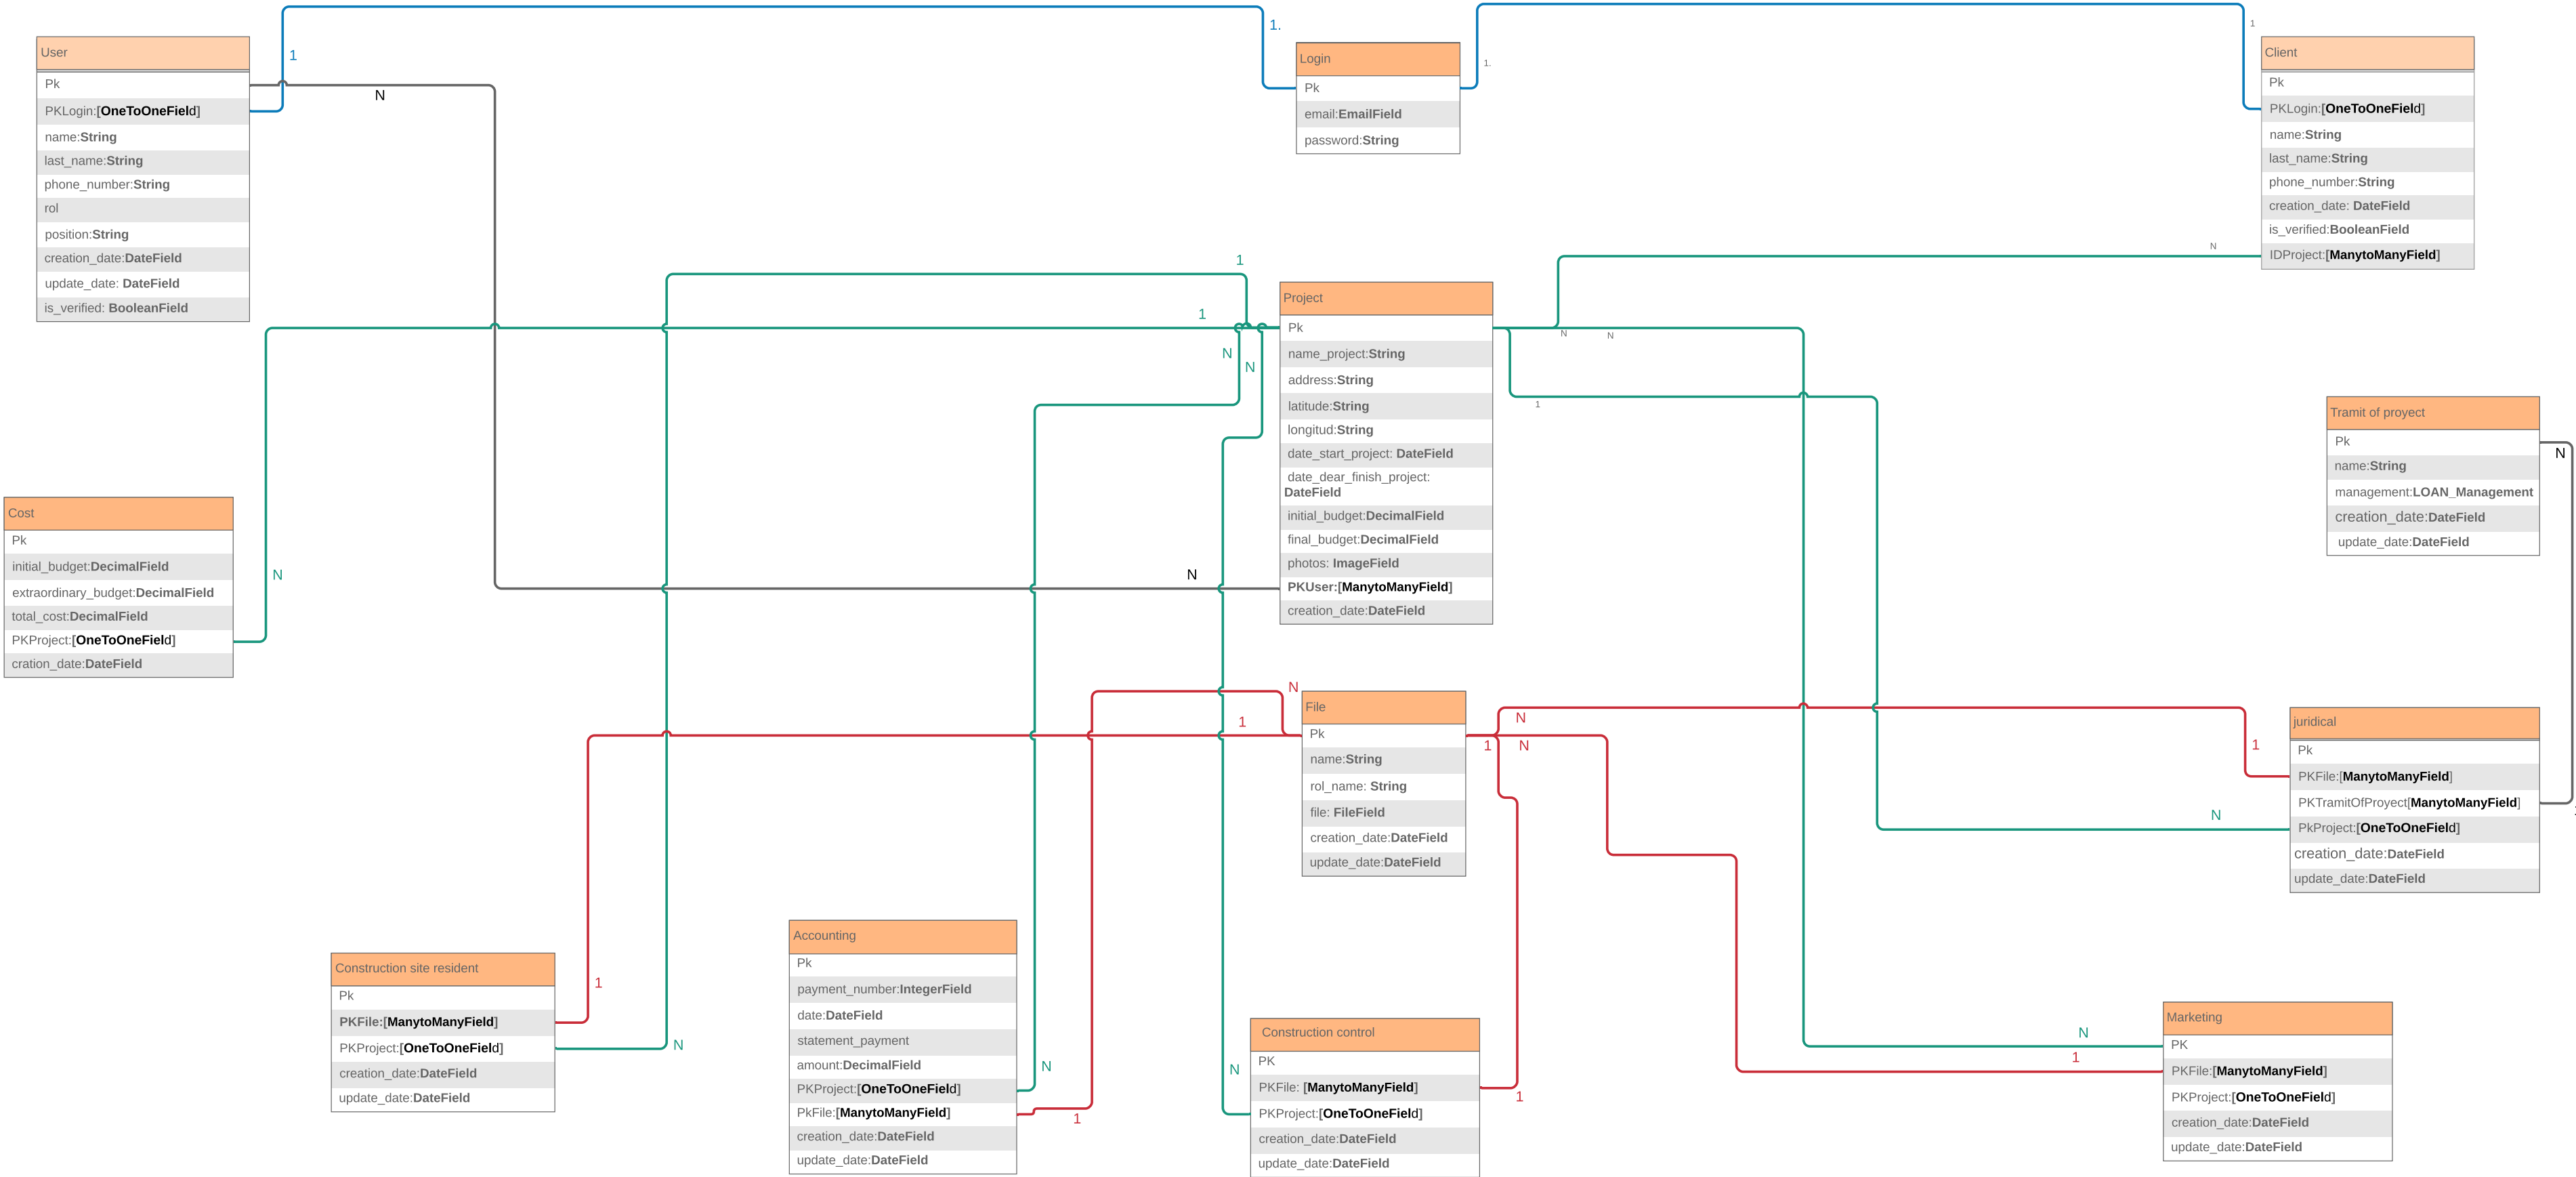 User
Pk
PKLogin:[OneToOneField]
name:String
last_name:String
phone_number:String
rol
position:String
creation_date:DateField
update_date: DateField
is_verified: BooleanField
1
N
1.
Login
Pk
email:EmailField
password:String
1.
1
Client
Pk
PKLogin:[OneToOneField]
name:String
last_name:String
phone_number:String
creation_date: DateField
is_verified:BooleanField
IDProject:[ManytoManyField]
N
1
1
N
N
Project
Pk
name_project:String
address:String
latitude:String
longitud:String
date_start_project: DateField
date_dear_finish_project:
DateField
initial_budget:DecimalField
final_budget:DecimalField
photos: ImageField
PKUser:[ManytoManyField]
creation_date:DateField
N
N
N
1
Tramit of proyect
Pk
name:String
management:LOAN_Management
creation_date:DateField
update_date:DateField
N
Cost
Pk
initial_budget:DecimalField
extraordinary_budget:DecimalField
total_cost:DecimalField
PKProject:[OneToOneField]
cration_date:DateField
N
N
1
File
Pk
name:String
rol_name: String
file: FileField
creation_date:DateField
update_date:DateField
N
1
N
1
juridical
Pk
PKFile:[ManytoManyField]
PKTramitOfProyect[ManytoManyField]
PkProject:[OneToOneField]
creation_date:DateField
update_date:DateField
N
Construction site resident
Pk
PKFile:[ManytoManyField]
PKProject:[OneToOneField]
creation_date:DateField
update_date:DateField
1
N
Accounting
Pk
payment_number:IntegerField
date:DateField
statement_payment
amount:DecimalField
PKProject:[OneToOneField]
PkFile:[ManytoManyField]
creation_date:DateField
update_date:DateField
N
1
N
Construction control
PK
PKFile: [ManytoManyField]
PKProject:[OneToOneField]
creation_date:DateField
update_date:DateField
1
N
1
Marketing
PK
PKFile:[ManytoManyField]
PKProject:[OneToOneField]
creation_date:DateField
update_date:DateField